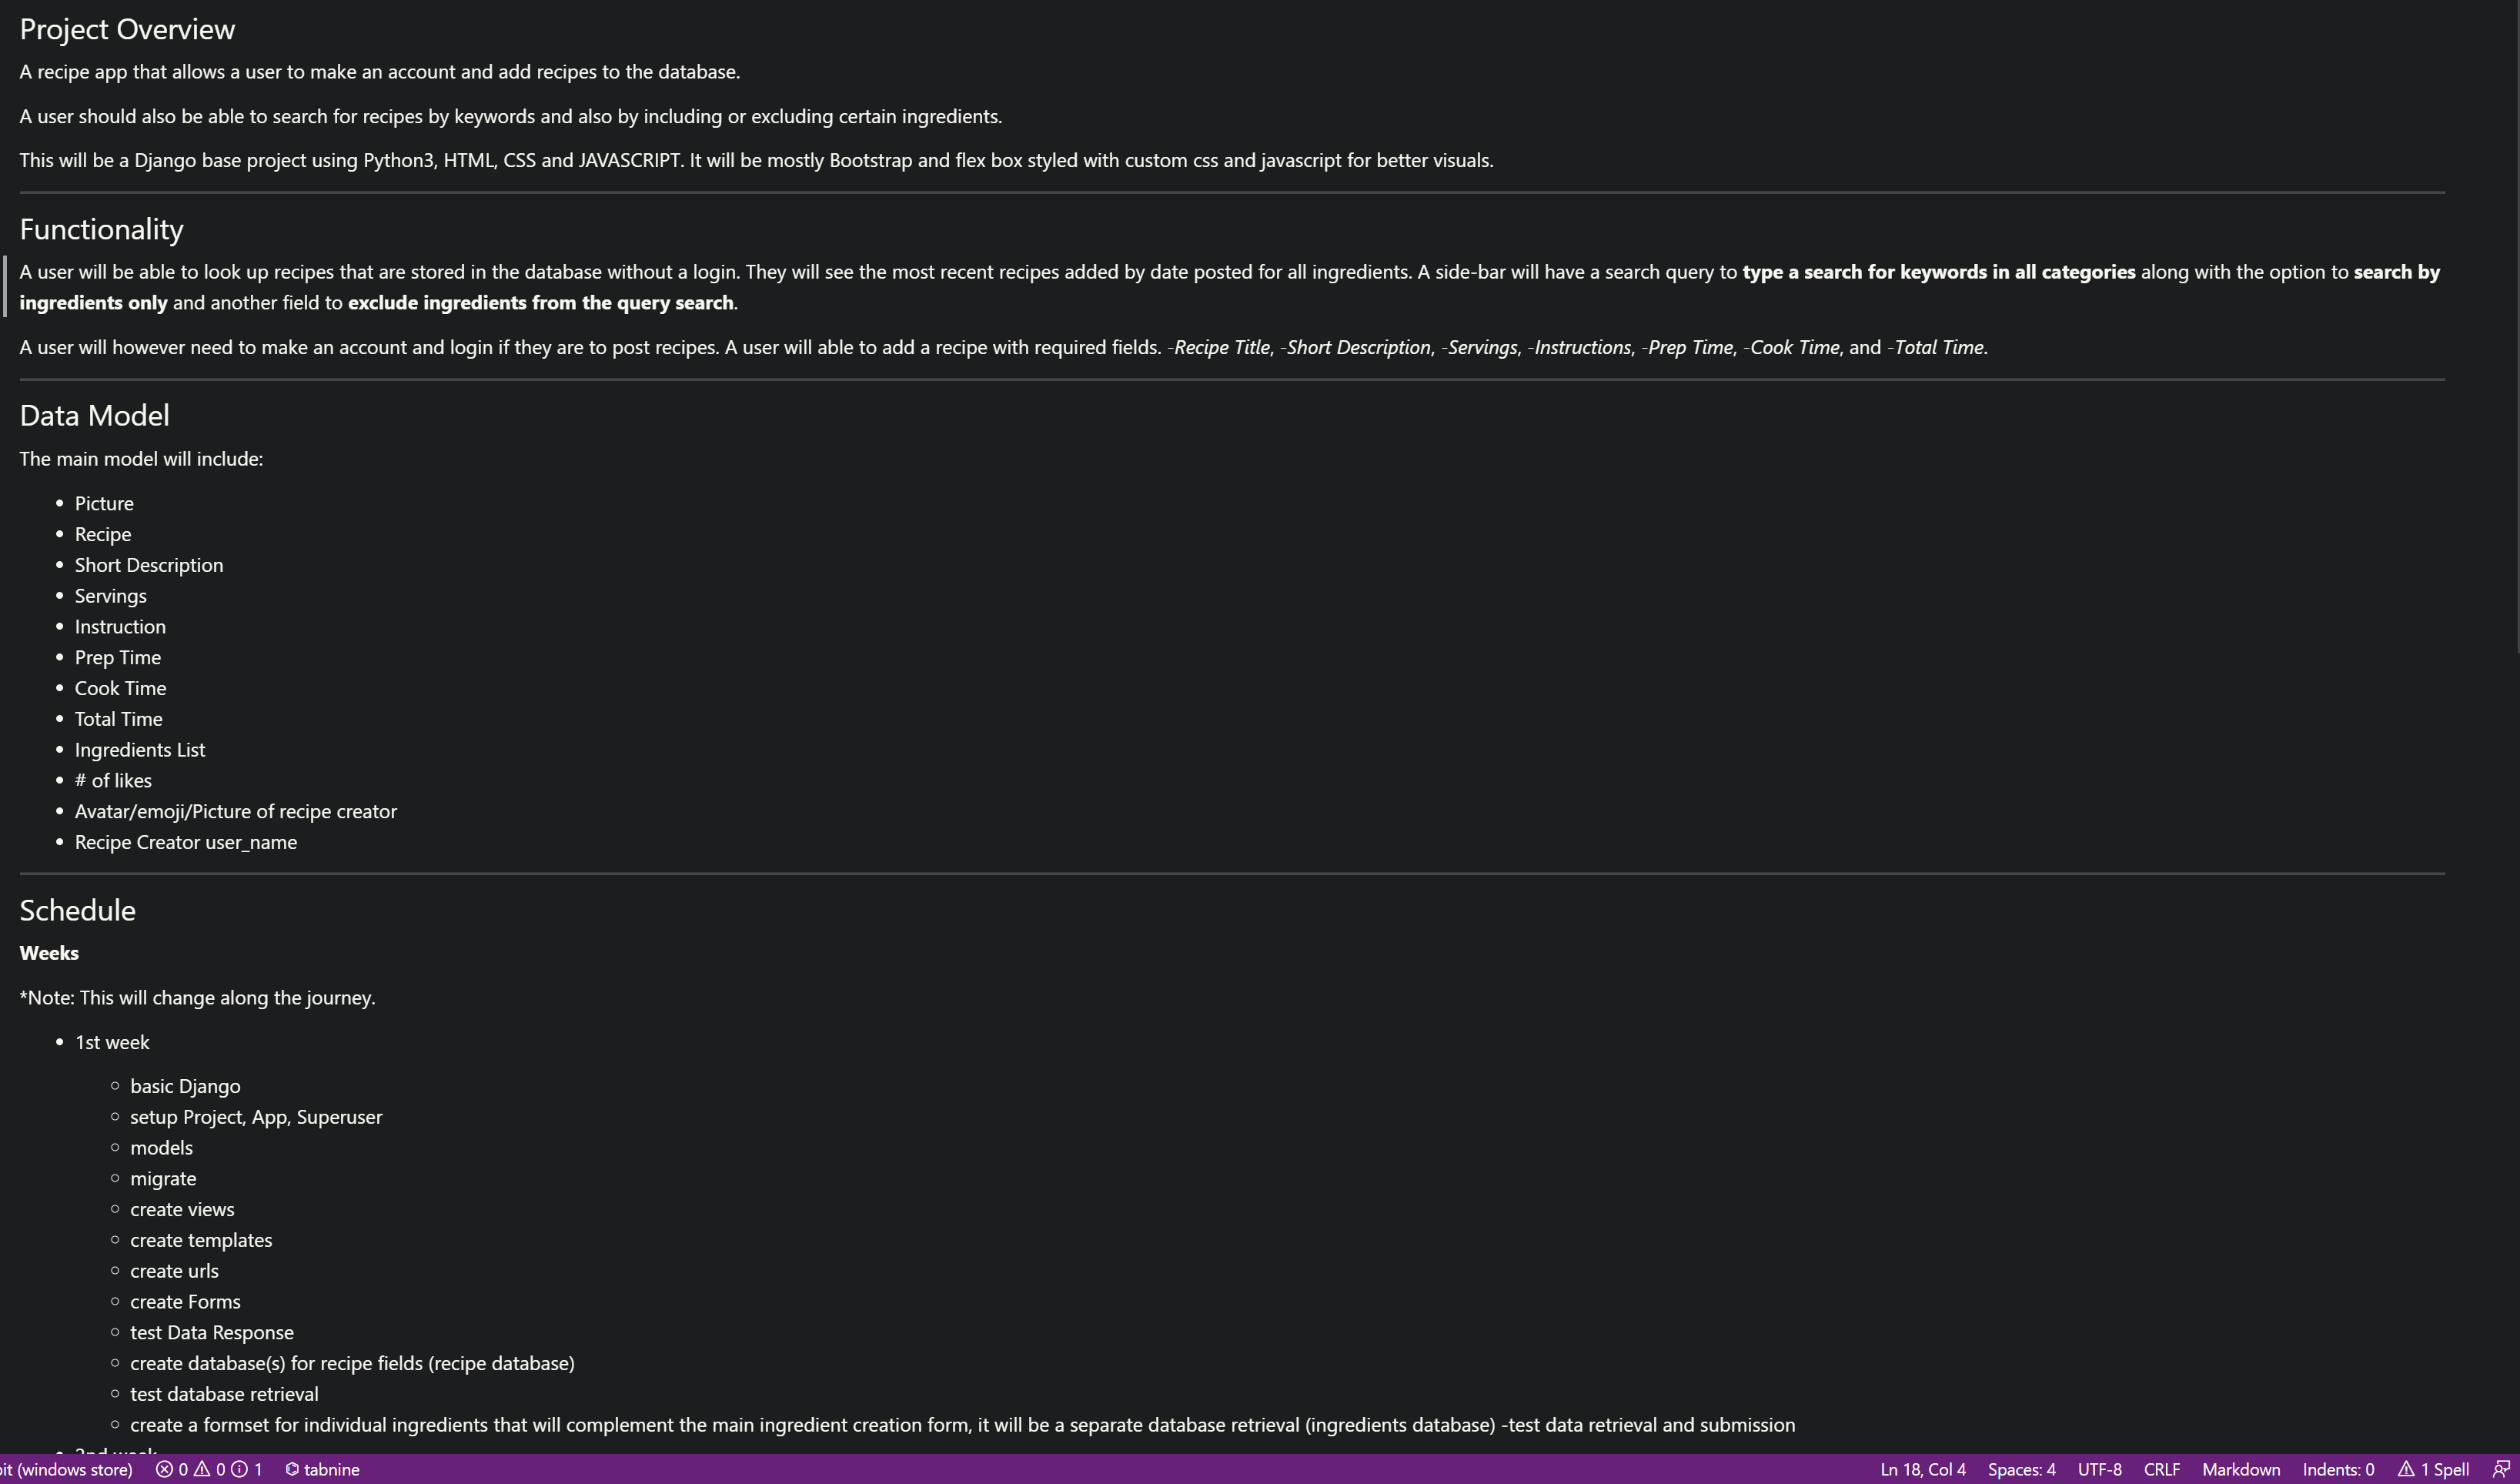 Project Overview
A recipe app that allows a user to make an account and add recipes to the database.
A user should also be able to search for recipes by keywords and also by including or excluding certain ingredients.
This will be a Django base project using Python3, HTML, CSS and JAVASCRIPT. It will be mostly Bootstrap and flex box styled with custom css and javascript for better visuals.
Functionality
A user will be able to look up recipes that are stored in the database without a login. They will see the most recent recipes added by date posted for all ingredients. A side-bar will have a search query to type a search for keywords in all categories along with the option to search by
ingredients only and another field to exclude ingredients from the query search.
A user will however need to make an account and login if they are to post recipes. A user will able to add a recipe with required fields. -Recipe Title, -Short Description, -Servings, -Instructions, -Prep Time, -Cook Time, and -Total Time.
Data Model
The main model will include:
• Picture
• Recipe
• Short Description
• Servings
• Instruction
• Prep Time
• Cook Time
• Total Time
• Ingredients List
• # of likes
• Avatar/emoji/Picture of recipe creator
• Recipe Creator user_name
Schedule
Weeks
*Note: This will change along the journey.
• 1st week
○ basic Django
○ setup Project, App, Superuser
○ models
○ migrate
○ create views
○ create templates
○ create urls
○ create Forms
○ test Data Response
○ create database(s) for recipe fields (recipe database)
○ test database retrieval
○ create a formset for individual ingredients that will complement the main ingredient creation form, it will be a separate database retrieval (ingredients database) -test data retrieval and submission
• 2nd week
(windows store) 0 0 1 tabnine Ln 18, Col 4 Spaces: 4 UTF-8 CRLF Markdown Indents: 0 1 Spell